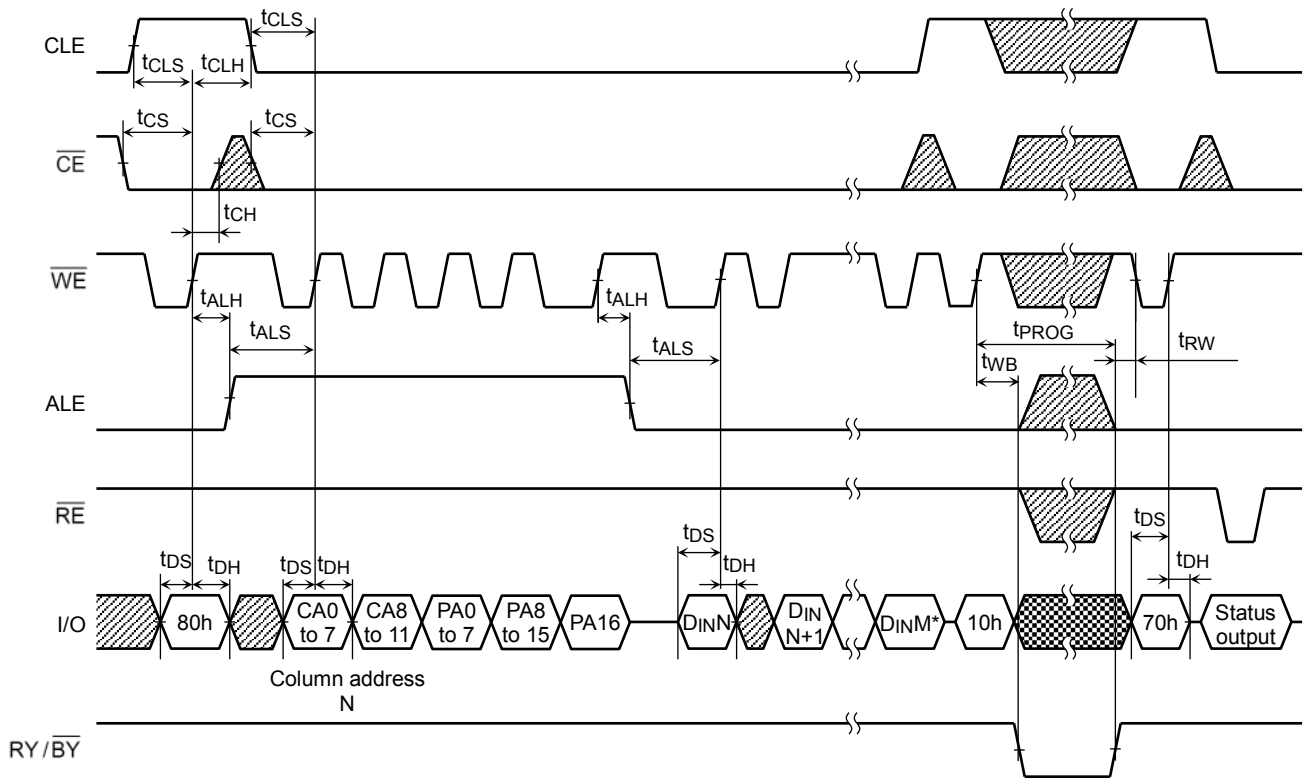 tCLS
CLE
tCLS tCLH
tCS tCS
CE
tCH
WE
tALH tALH
tALS tALS
tPROG
tRW
tWB
ALE
RE
tDS tDH tDS tDH tDS tDH tDS tDH
I/O
80h
CA0 to 7
CA8 to 11
PA0 to 7
PA8 to 15
PA16
DINN
DIN N+1
DINM*
10h
70h
Status output
Column address
N
RY/BY